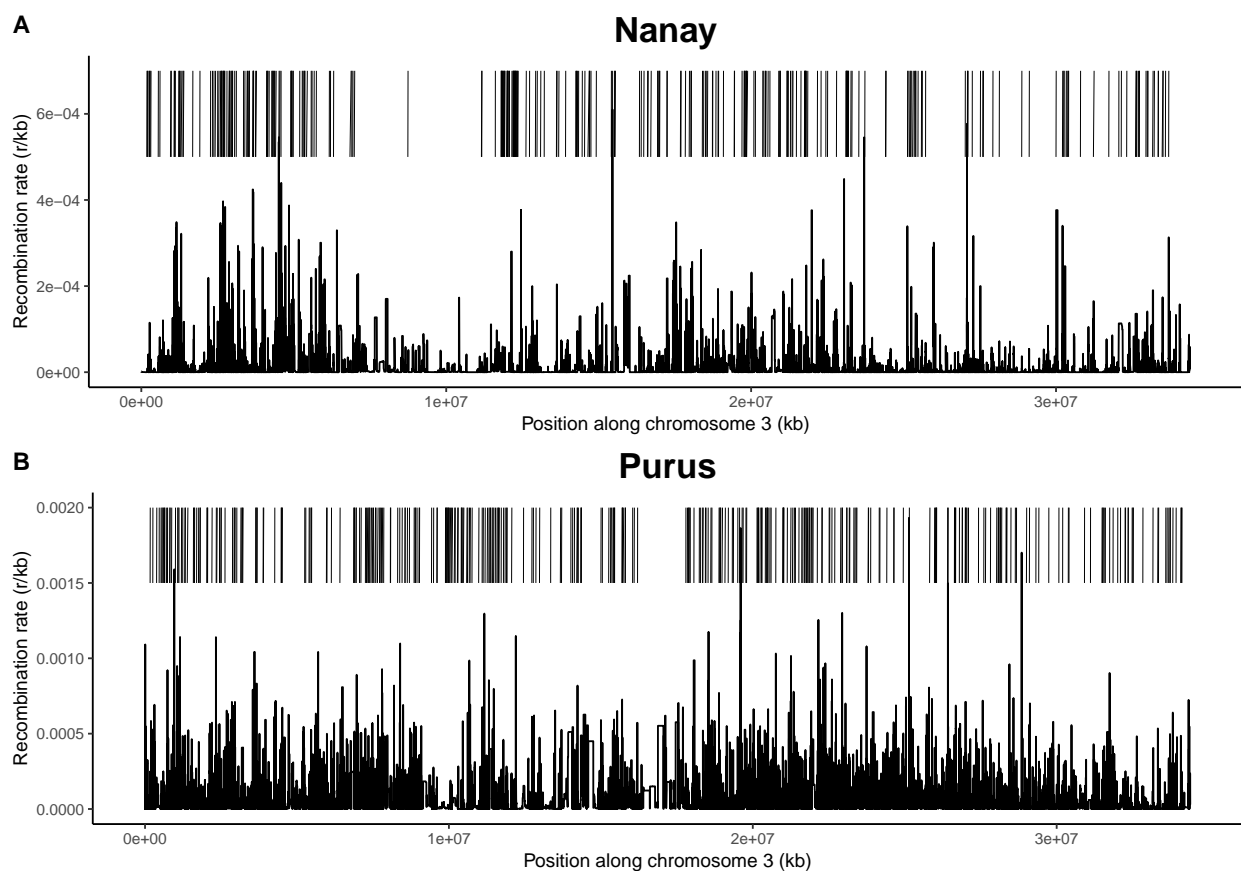 A
Nanay
Recombination rate (r/kb)
6e−04
4e−04
2e−04
0e+00
0e+00 1e+07 2e+07 3e+07
Position along chromosome 3 (kb)
B
Purus
Recombination rate (r/kb)
0.0020
0.0015
0.0010
0.0005
0.0000
0e+00 1e+07 2e+07 3e+07
Position along chromosome 3 (kb)